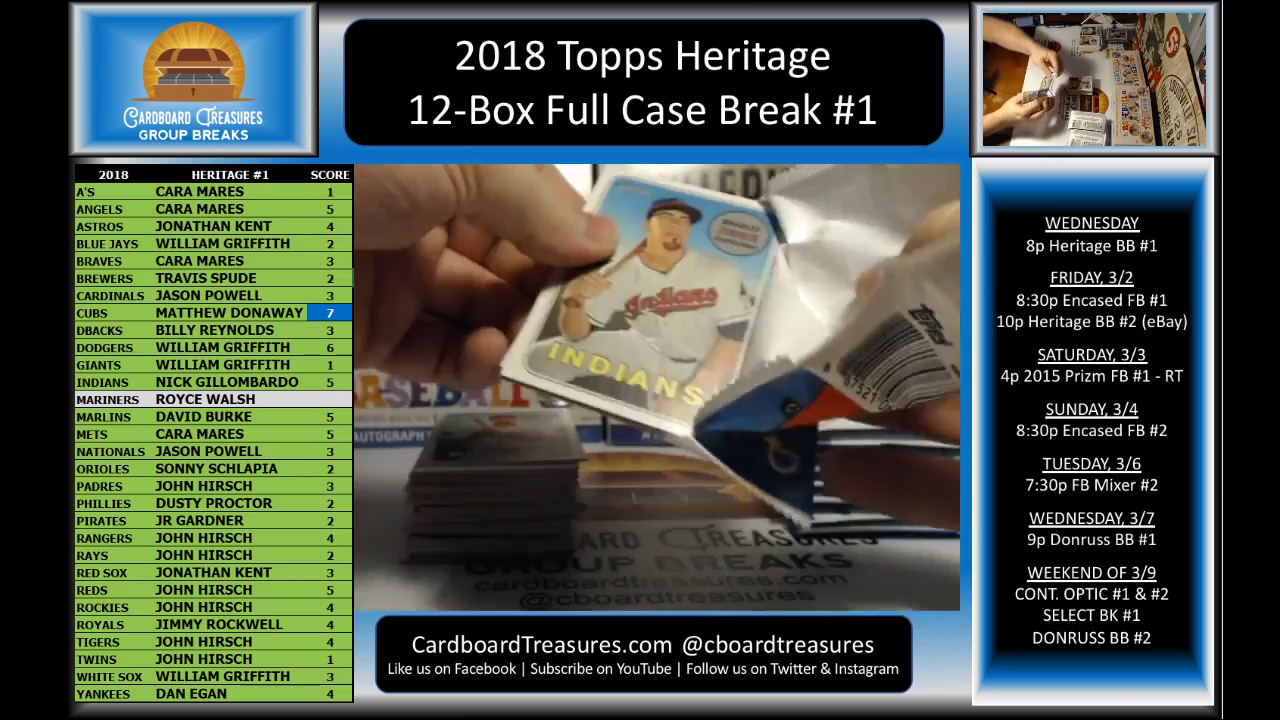 CARDBOARD TREASURES
GROUP BREAKS
2018 Topps Heritage
12-Box Full Case Break #1
2018 HERITAGE #1 SCORE
A'S CARA MARES 1
ANGELS CARA MARES 5
ASTROS JONATHAN KENT 4
BLUE JAYS WILLIAM GRIFFITH 2
BRAVES CARA MARES 3
BREWERS TRAVIS SPUDE 2
CARDINALS JASON POWELL 3
CUBS MATTHEW DONAWAY 7
DBACKS BILLY REYNOLDS 3
DODGERS WILLIAM GRIFFITH 6
GIANTS WILLIAM GRIFFITH 1
INDIANS NICK GILLOMBARDO 5
MARINERS ROYCE WALSH
MARLINS DAVID BURKE 5
METS CARA MARES 5
NATIONALS JASON POWELL 3
ORIOLES SONNY SCHLAPIA 2
PADRES JOHN HIRSCH 3
PHILLIES DUSTY PROCTOR 2
PIRATES JR GARDNER 2
RANGERS JOHN HIRSCH 4
RAYS JOHN HIRSCH 2
RED SOX JONATHAN KENT 3
REDS JOHN HIRSCH 5
ROCKIES JOHN HIRSCH 4
ROYALS JIMMY ROCKWELL 4
TIGERS JOHN HIRSCH 4
TWINS JOHN HIRSCH 1
WHITE SOX WILLIAM GRIFFITH 3
YANKEES DAN EGAN 4
Indians
INDIANS
Topps
BASEBALL
AUTOGRAPH
TREASURES
BREAKS
cardboardtreasures.com
@cboardtreasures
CardboardTreasures.com @cboardtreasures
Like us on Facebook | Subscribe on YouTube | Follow us on Twitter & Instagram
WEDNESDAY
8p Heritage BB #1
FRIDAY, 3/2
8:30p Encased FB #1
10p Heritage BB #2 (eBay)
SATURDAY, 3/3
4p 2015 Prizm FB #1 - RT
SUNDAY, 3/4
8:30p Encased FB #2
TUESDAY, 3/6
7:30p FB Mixer #2
WEDNESDAY, 3/7
9p Donruss BB #1
WEEKEND OF 3/9
CONT. OPTIC #1 & #2
SELECT BK #1
DONRUSS BB #2